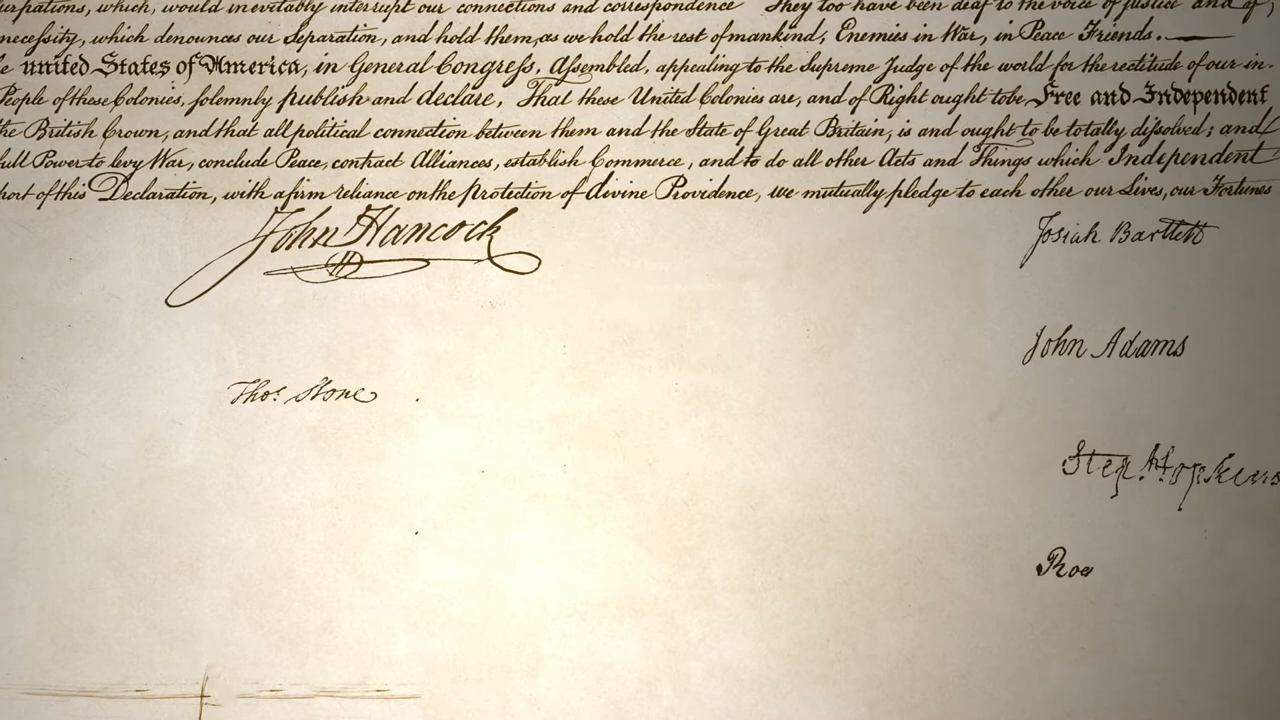 urpations, which, would inevitably interrupt our connections and correspondence They too have been deaf to the voice of justice and of
necessity, which denounces our Separation, and hold them, as we hold the rest of mankind, Enemies in War, in Peace Friends.
united States of America, in General Congress, Assembled, appealing to the Supreme Judge of the world for the rectitude of our in-
People of these Colonies, solemnly publish and declare, That these United Colonies are, and of Right ought to be Free and Independent
the British Crown, and that all political connection between them and the State of Great Britain, is and ought to be totally dissolved; and
full Power to levy War, conclude Peace, contract Alliances, establish Commerce, and to do all other Acts and Things which Independent
port of this Declaration, with a firm reliance on the protection of divine Providence, we mutually pledge to each other our Lives, our Fortunes
John Hancock
Josiah Bartlett
John Adams
Thos. Stone
Step. Hopkins
Rog